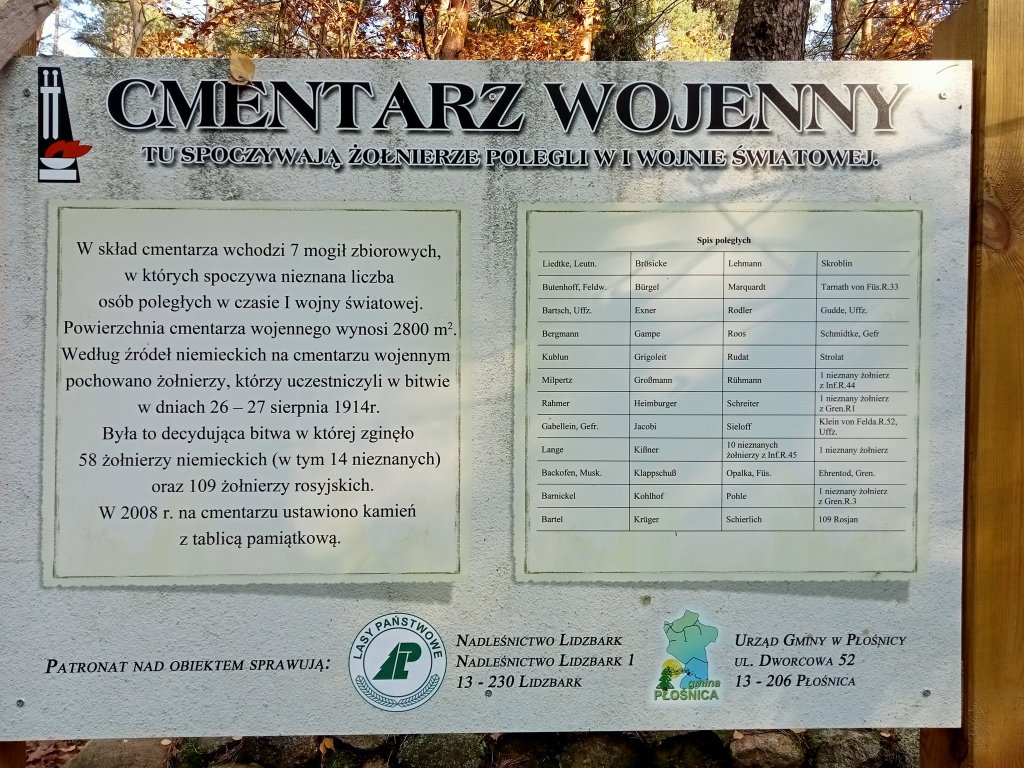 CMENTARZ WOJENNY
TU SPOCZYWAJĄ ŻOŁNIERZE POLEGLI W I WOJNIE ŚWIATOWEJ.
W skład cmentarza wchodzi 7 mogił zbiorowych,
w których spoczywa nieznana liczba
osób poległych w czasie I wojny światowej.
Powierzchnia cmentarza wojennego wynosi 2800 m².
Według źródeł niemieckich na cmentarzu wojennym
pochowano żołnierzy, którzy uczestniczyli w bitwie
w dniach 26 – 27 sierpnia 1914r.
Była to decydująca bitwa w której zginęło
58 żołnierzy niemieckich (w tym 14 nieznanych)
oraz 109 żołnierzy rosyjskich.
W 2008 r. na cmentarzu ustawiono kamień
z tablicą pamiątkową.
Spis poległych
Liedtke, Leutn. Brösicke Lehmann Skroblin
Butenhoff, Feldw. Bürgel Marquardt Tarnath von Füs.R.33
Bartsch, Uffz. Exner Rodler Gudde, Uffz.
Bergmann Gampe Roos Schmidtke, Gefr
Kublun Grigoleit Rudat Strolat
Milpertz Großmann Rühmann 1 nieznany żołnierz
z Inf.R.44
Rahmer Heimburger Schreiter 1 nieznany żołnierz
z Gren.R1
Gabellein, Gefr. Jacobi Sieloff Klein von Felda.R.52,
Uffz.
Lange Kißner 10 nieznanych
żołnierzy z Inf.R.45 1 nieznany żołnierz
Backofen, Musk. Klappschuß Opalka, Füs. Ehrentod, Gren.
Barnickel Kohlhof Pohle 1 nieznany żołnierz
z Gren.R.3
Bartel Krüger Schierlich 109 Rosjan
PATRONAT NAD OBIEKTEM SPRAWUJĄ:
LASY PAŃSTWOWE
NADLEŚNICTWO LIDZBARK
NADLEŚNICTWO LIDZBARK 1
13 - 230 LIDZBARK
gmina
PŁOŚNICA
URZĄD GMINY W PŁOŚNICY
UL. DWORCOWA 52
13 - 206 PŁOŚNICA